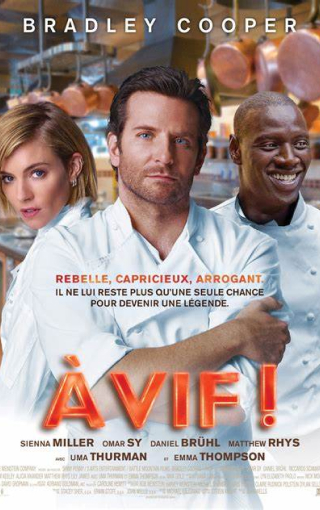 BRADLEY COOPER
REBELLE, CAPRICIEUX, ARROGANT.
IL NE LUI RESTE PLUS QU'UNE SEULE CHANCE
POUR DEVENIR UNE LÉGENDE.
À VIF!
SIENNA MILLER OMAR SY DANIEL BRÜHL MATTHEW RHYS
AVEC UMA THURMAN ET EMMA THOMPSON